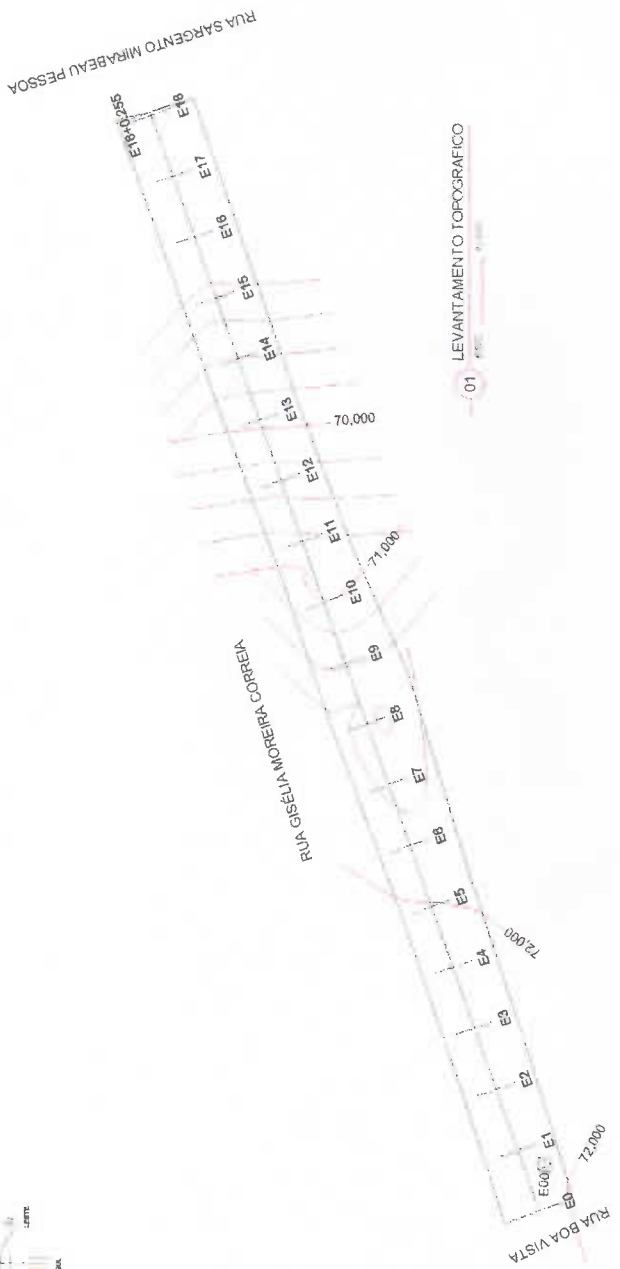 RUA SARGENTO MIRABEAU PESSOA
E18+0,255
E18
E17
E16
E15
E14
E13
70,000
E12
E11
71,000
E10
E9
E8
E7
E6
E5
72,000
E4
E3
E2
E1
72,000
E0
RUA BOA VISTA
RUA GISÉLIA MOREIRA CORREIA
01
LEVANTAMENTO TOPOGRAFICO
LESTE